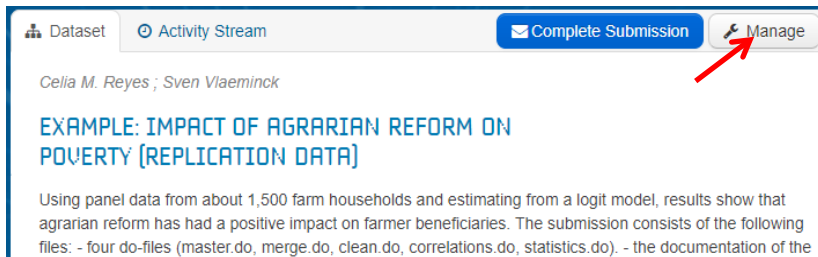 Dataset Activity Stream Complete Submission Manage
Celia M. Reyes ; Sven Vlaeminck
EXAMPLE: IMPACT OF AGRARIAN REFORM ON
POVERTY (REPLICATION DATA)
Using panel data from about 1,500 farm households and estimating from a logit model, results show that
agrarian reform has had a positive impact on farmer beneficiaries. The submission consists of the following
files: - four do-files (master.do, merge.do, clean.do, correlations.do, statistics.do). - the documentation of the